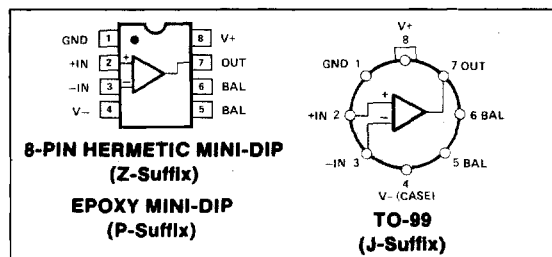 GND 1 8 V+
+IN 2 + 7 OUT
−IN 3 − 6 BAL
V− 4 5 BAL
8-PIN HERMETIC MINI-DIP
(Z-Suffix)
EPOXY MINI-DIP
(P-Suffix)
V+
8
GND 1 7 OUT
+IN 2 + 6 BAL
−
−IN 3 5 BAL
4
V− (CASE)
TO-99
(J-Suffix)